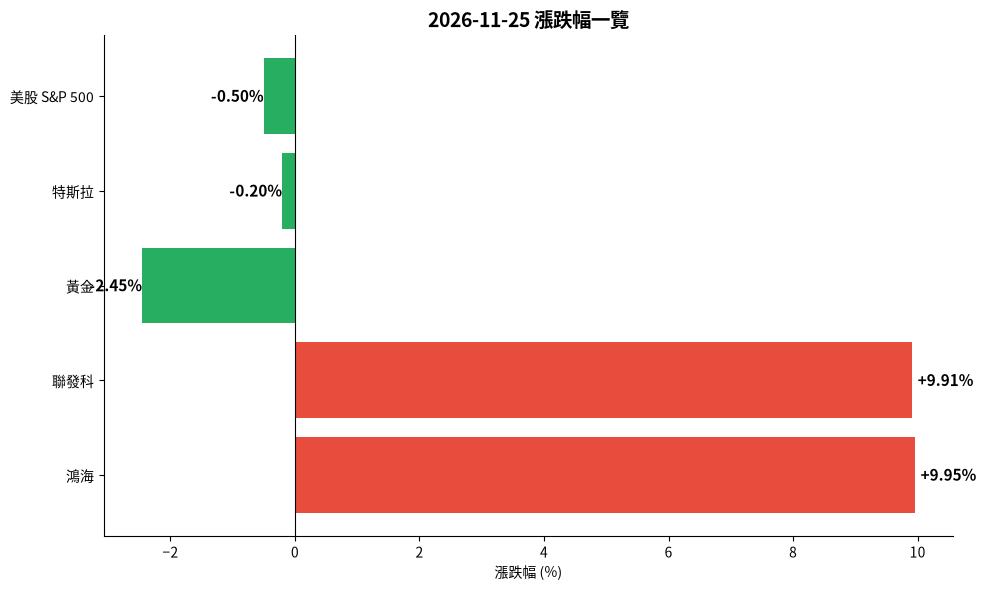 2026-11-25 漲跌幅一覽
美股 S&P 500
-0.50%
特斯拉
-0.20%
黃金
-2.45%
聯發科
+9.91%
鴻海
+9.95%
−2 0 2 4 6 8 10
漲跌幅 (%)